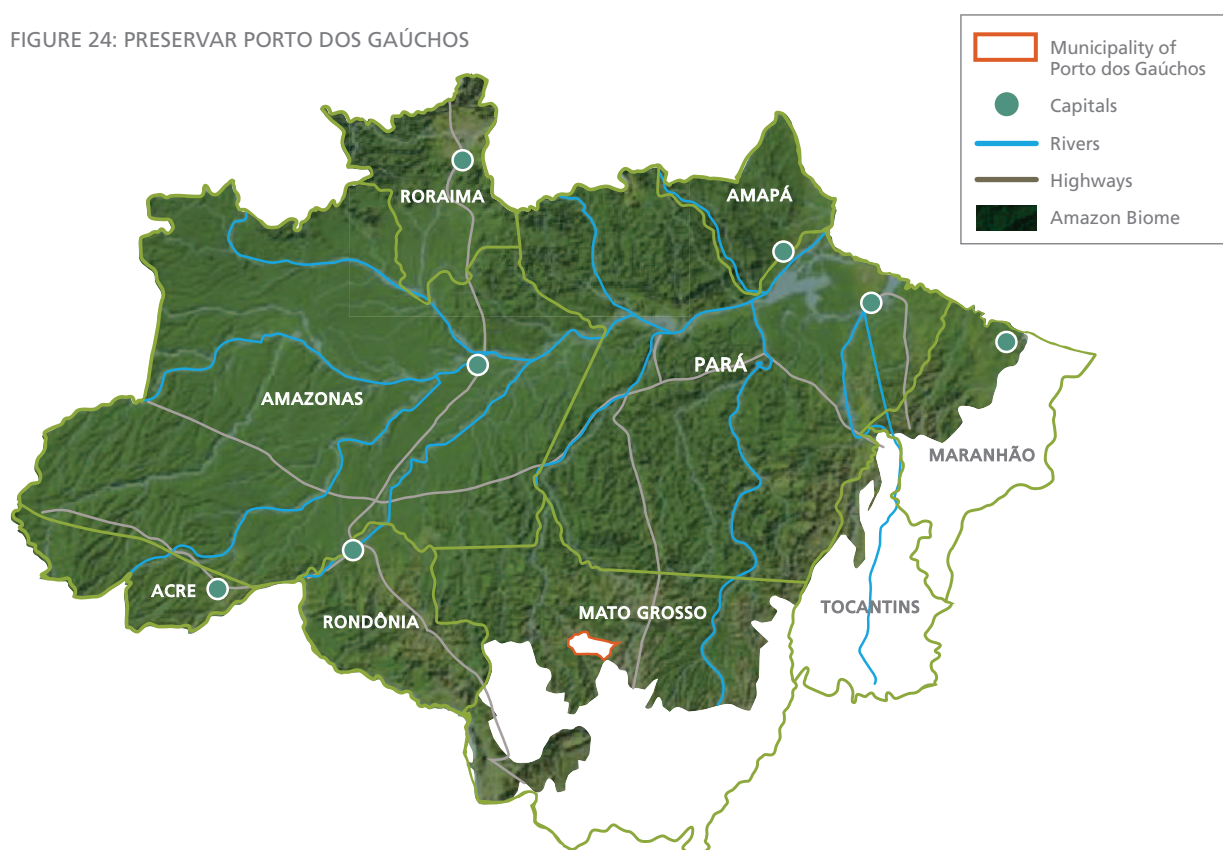 FIGURE 24: PRESERVAR PORTO DOS GAÚCHOS
Municipality of
Porto dos Gaúchos
Capitals
Rivers
Highways
Amazon Biome
RORAIMA
AMAPÁ
PARÁ
AMAZONAS
MARANHÃO
ACRE
RONDÔNIA
MATO GROSSO
TOCANTINS